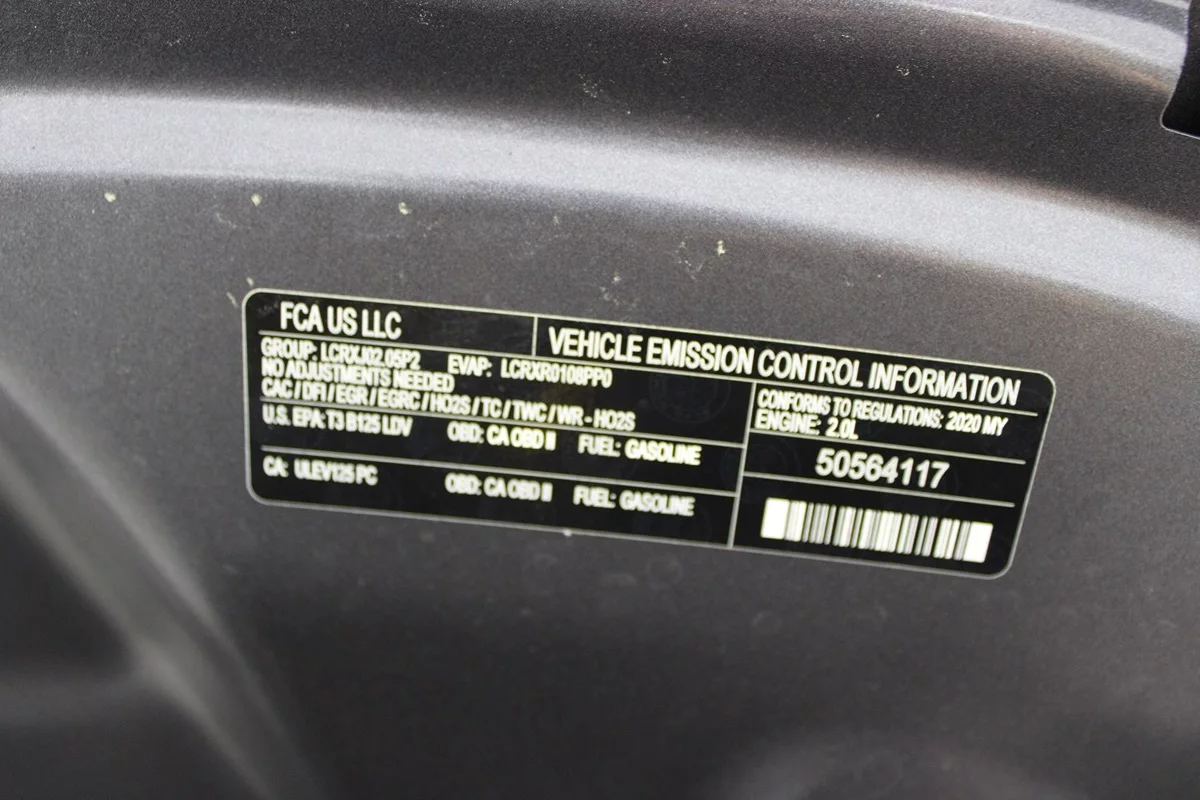 FCA US LLC
VEHICLE EMISSION CONTROL INFORMATION
GROUP: LCRXJ02.05P2 EVAP: LCRXR0108PP0
NO ADJUSTMENTS NEEDED
CAC / DFI / EGR / EGRC / HO2S / TC / TWC / WR - HO2S
U.S. EPA: T3 B125 LDV OBD: CA OBD II FUEL: GASOLINE
CA: ULEV125 PC OBD: CA OBD II FUEL: GASOLINE
CONFORMS TO REGULATIONS: 2020 MY
ENGINE: 2.0L
50564117